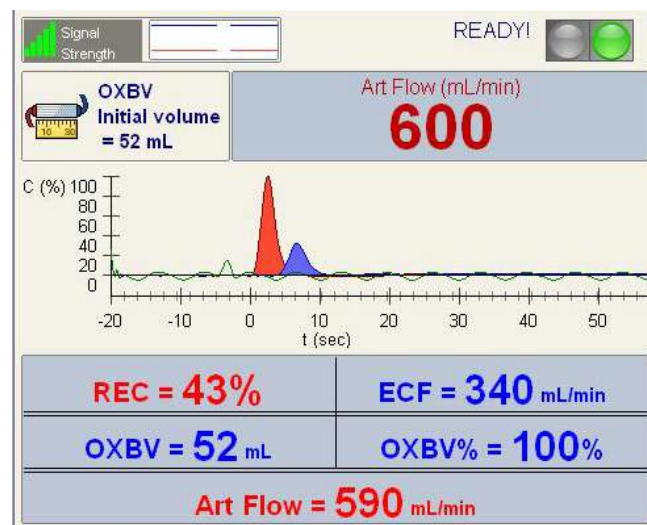 Signal
Strength
READY!
OXBV
Initial volume
= 52 mL
10 30
Art Flow (mL/min)
600
C (%) 100
80
60
40
20
0
-20 -10 0 10 20 30 40 50
t (sec)
REC = 43% ECF = 340 mL/min
OXBV = 52 mL OXBV% = 100%
Art Flow = 590 mL/min